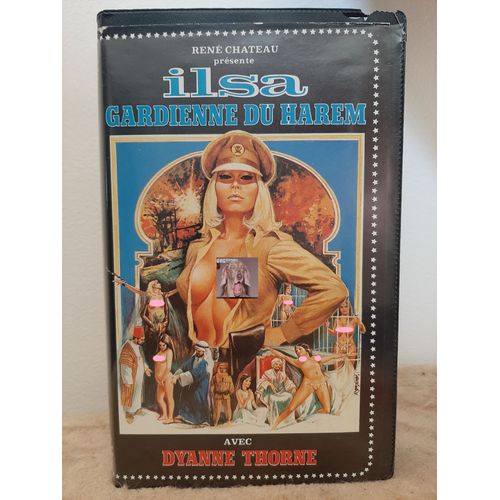 RENÉ CHATEAU
présente
ilsa
GARDIENNE DU HAREM
AVEC
DYANNE THORNE